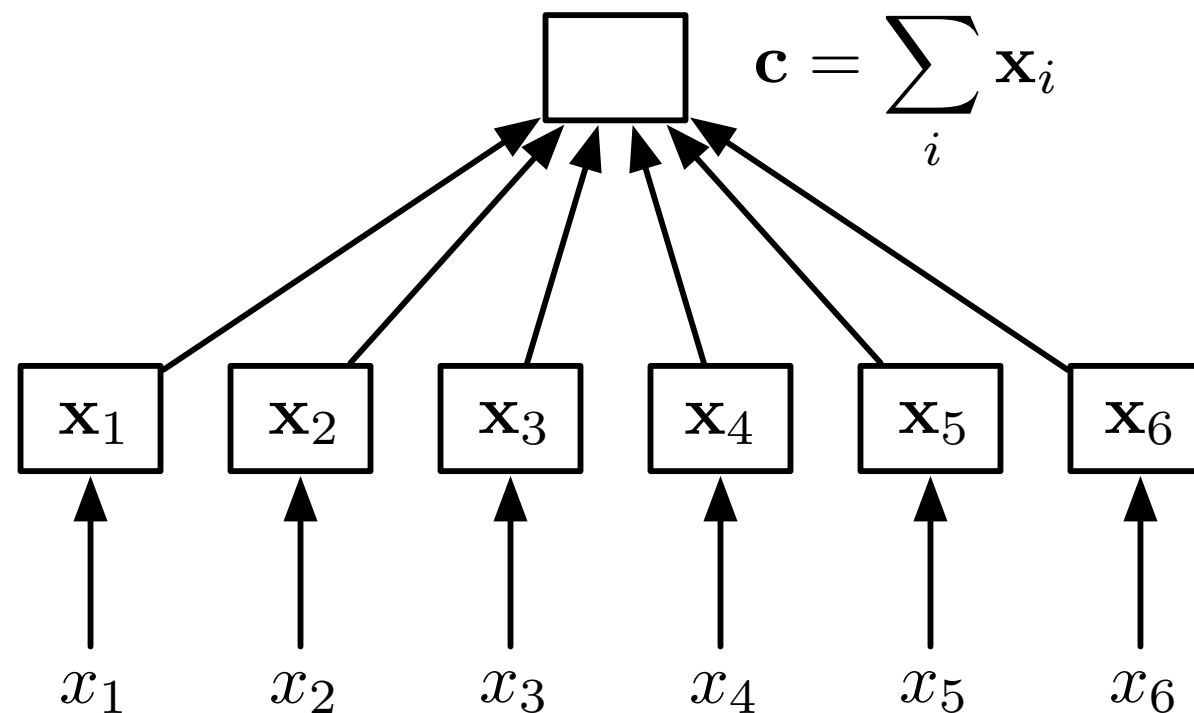 𝐜 = ∑ᵢ 𝐱ᵢ
𝐱₁ 𝐱₂ 𝐱₃ 𝐱₄ 𝐱₅ 𝐱₆
x₁ x₂ x₃ x₄ x₅ x₆